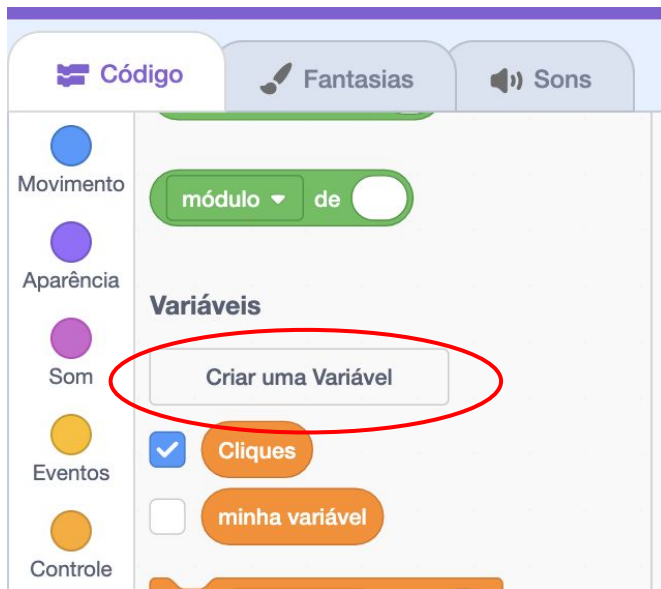 Código
Fantasias
Sons
Movimento
módulo de
Aparência
Variáveis
Som
Criar uma Variável
Eventos
Cliques
minha variável
Controle